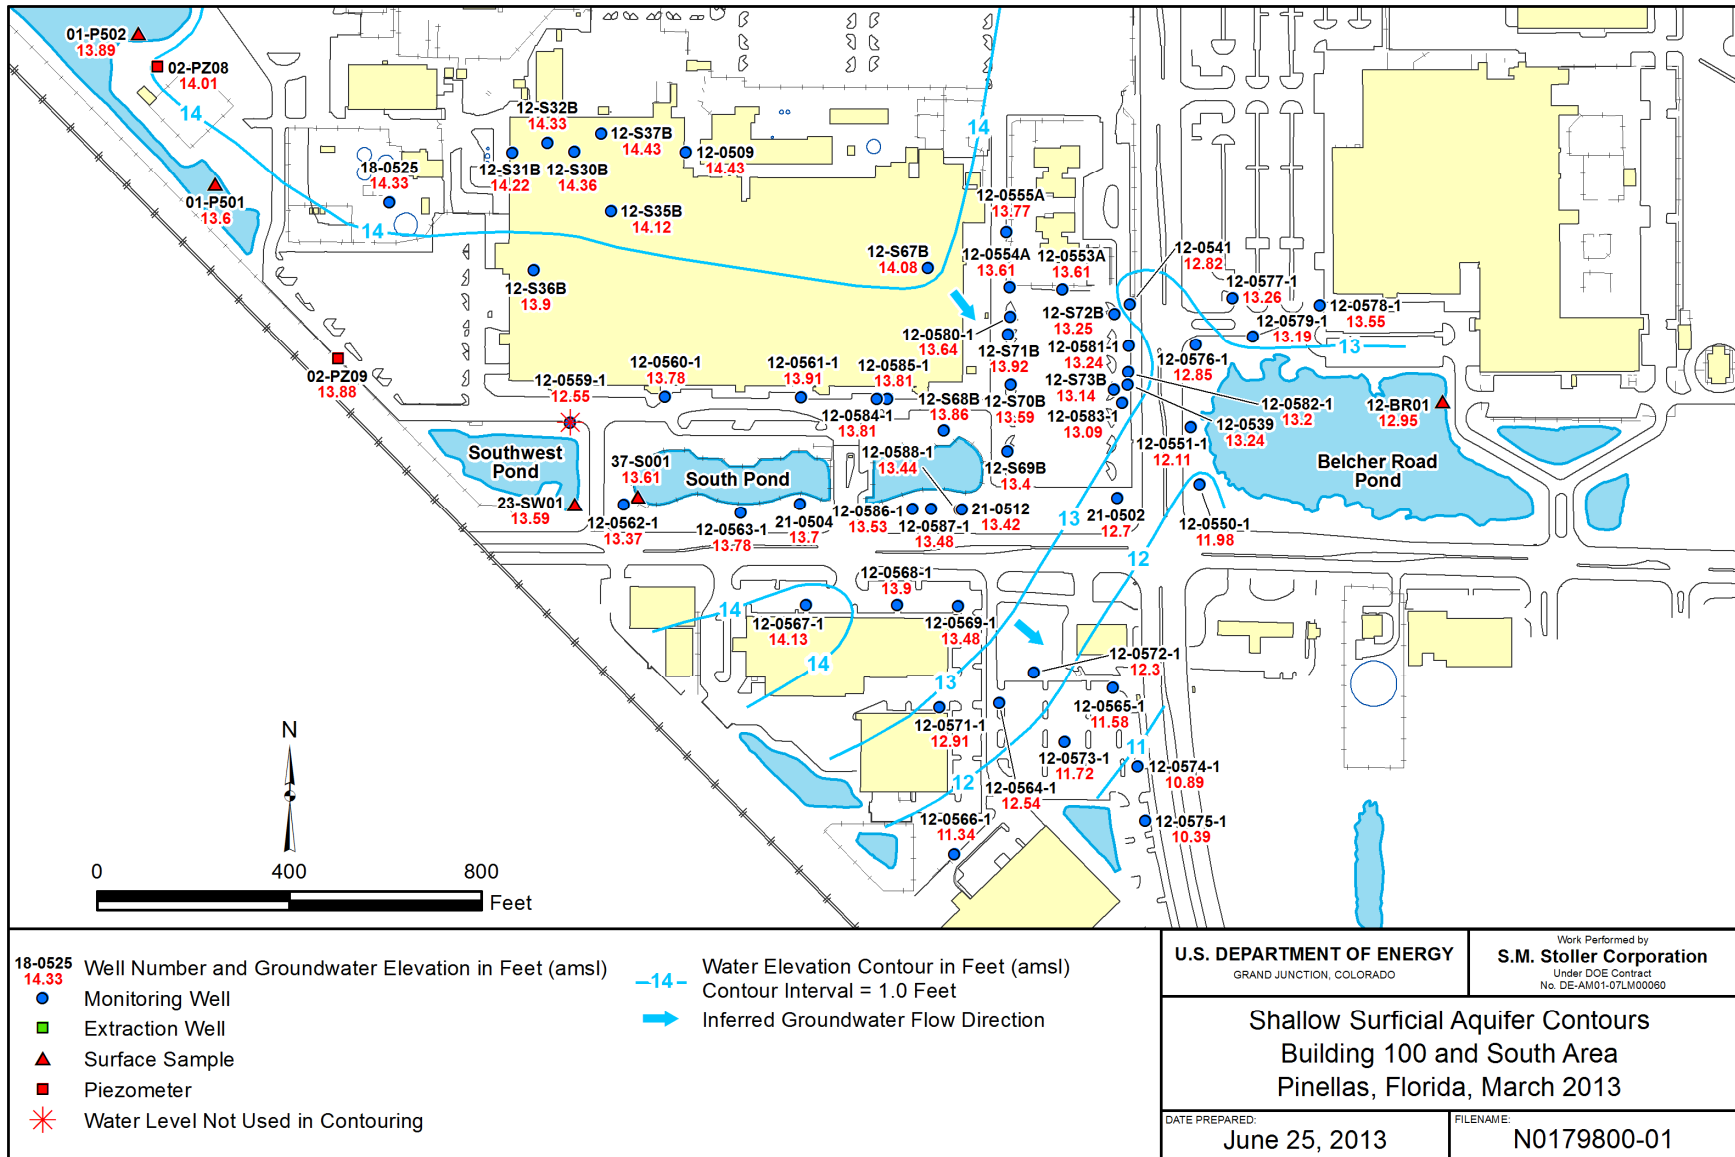 01-P502
13.89
02-PZ08
14.01
14
12-S32B
14.33
12-S37B
14.43
12-0509
14.43
14
18-0525
14.33
12-S31B
14.22
12-S30B
14.36
01-P501
13.6
14
12-S35B
14.12
12-0555A
13.77
12-S67B
14.08
12-0554A
13.61
12-0553A
13.61
12-0541
12.82
12-S36B
13.9
12-0577-1
13.26
12-0578-1
13.55
12-0579-1
13.19
12-S72B
13.25
12-0580-1
13.64
12-0581-1
13.24
13
12-S71B
13.92
12-0576-1
12.85
02-PZ09
13.88
12-0559-1
12.55
12-0560-1
13.78
12-0561-1
13.91
12-0585-1
13.81
12-S73B
13.14
12-S68B
13.86
12-S70B
13.59
12-0584-1
13.81
12-0583-1
13.09
12-0582-1
13.2
12-BR01
12.95
12-0539
13.24
12-0551-1
12.11
Southwest
Pond
37-S001
13.61
South Pond
12-0588-1
13.44
12-S69B
13.4
Belcher Road
Pond
23-SW01
13.59
12-0562-1
13.37
12-0563-1
13.78
21-0504
13.7
12-0586-1
13.53
12-0587-1
13.48
21-0512
13.42
13
21-0502
12.7
12-0550-1
11.98
12
12-0568-1
13.9
14
12-0567-1
14.13
12-0569-1
13.48
14
13
12-0572-1
12.3
12-0565-1
11.58
12-0571-1
12.91
11
12-0573-1
11.72
12-0574-1
10.89
12
12-0564-1
12.54
12-0566-1
11.34
12-0575-1
10.39
N
0
400
800
Feet
18-0525
14.33
Well Number and Groundwater Elevation in Feet (amsl)
Monitoring Well
Extraction Well
Surface Sample
Piezometer
Water Level Not Used in Contouring
14
Water Elevation Contour in Feet (amsl)
Contour Interval = 1.0 Feet
Inferred Groundwater Flow Direction
U.S. DEPARTMENT OF ENERGY
GRAND JUNCTION, COLORADO
Work Performed by
S.M. Stoller Corporation
Under DOE Contract
No. DE-AM01-07LM00060
Shallow Surficial Aquifer Contours
Building 100 and South Area
Pinellas, Florida, March 2013
DATE PREPARED:
June 25, 2013
FILENAME:
N0179800-01